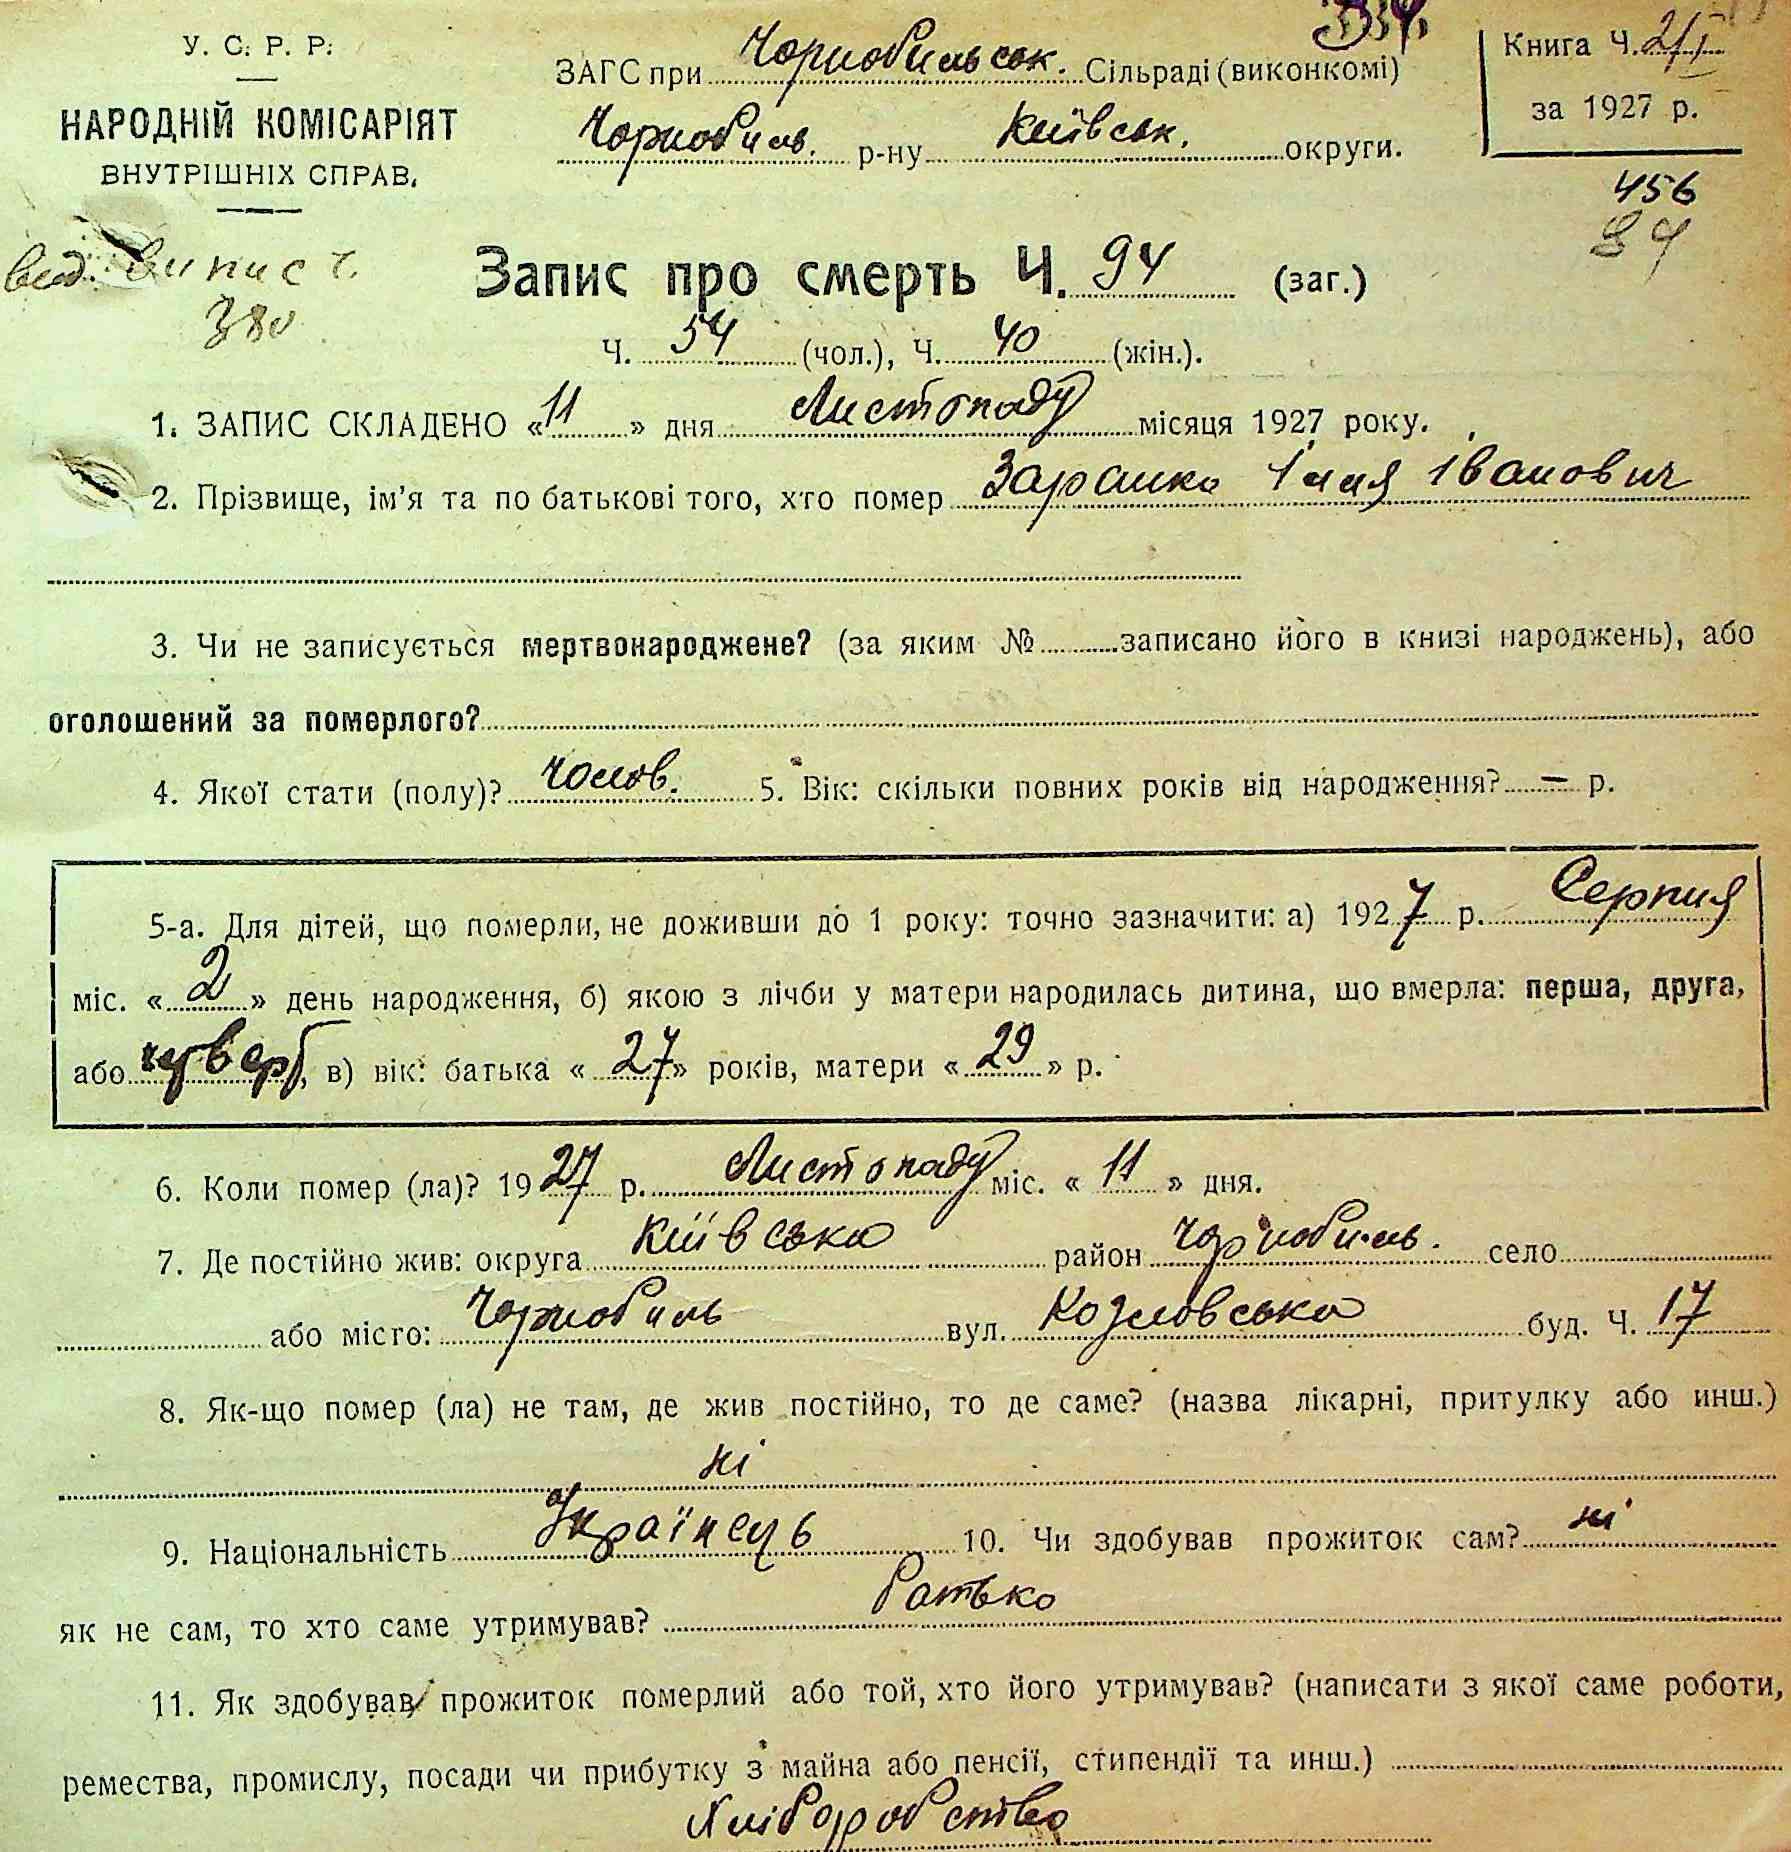 У. С. Р. Р.
НАРОДНІЙ КОМІСАРІЯТ
ВНУТРІШНІХ СПРАВ.
ЗАГС при Чорнобильськ. Сільраді (виконкомі)
Чорнобиль. р-ну Київськ. округи.
Книга Ч. 2/I
за 1927 р.
456
84
вид. випис ч.
380
Запис про смерть Ч. 94 (заг.)
Ч. 54 (чол.), Ч. 40 (жін.).
1. ЗАПИС СКЛАДЕНО «11» дня Листопаду місяця 1927 року.
2. Прізвище, ім'я та по батькові того, хто помер Заранко Ілля Іванович
3. Чи не записується мертвонароджене? (за яким № записано його в книзі народжень), або
оголошений за померлого?
4. Якої стати (полу)? Чолов. 5. Вік: скільки повних років від народження? — р.
5-а. Для дітей, що померли, не доживши до 1 року: точно зазначити: а) 1927 р. Серпня
міс. «2» день народження, б) якою з лічби у матери народилась дитина, що вмерла: перша, друга,
або , в) вік: батька «27» років, матери «29» р.
6. Коли помер (ла)? 1927 р. Листопаду міс. «11» дня.
7. Де постійно жив: округа Київська район Чорнобиль. село
або місто: Чорнобиль вул. Козловська буд. Ч. 17
8. Як-що помер (ла) не там, де жив постійно, то де саме? (назва лікарні, притулку або инш.)
ні
9. Національність Українець 10. Чи здобував прожиток сам? ні
як не сам, то хто саме утримував? батько
11. Як здобував прожиток померлий або той, хто його утримував? (написати з якої саме роботи,
ремества, промислу, посади чи прибутку з майна або пенсії, стипендії та инш.)
Хліборобство